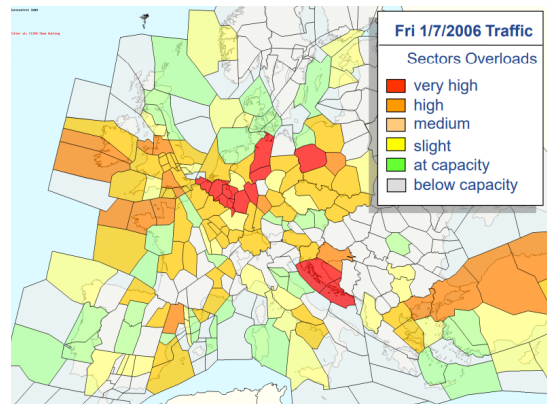 Fri 1/7/2006 Traffic
Sectors Overloads
very high
high
medium
slight
at capacity
below capacity